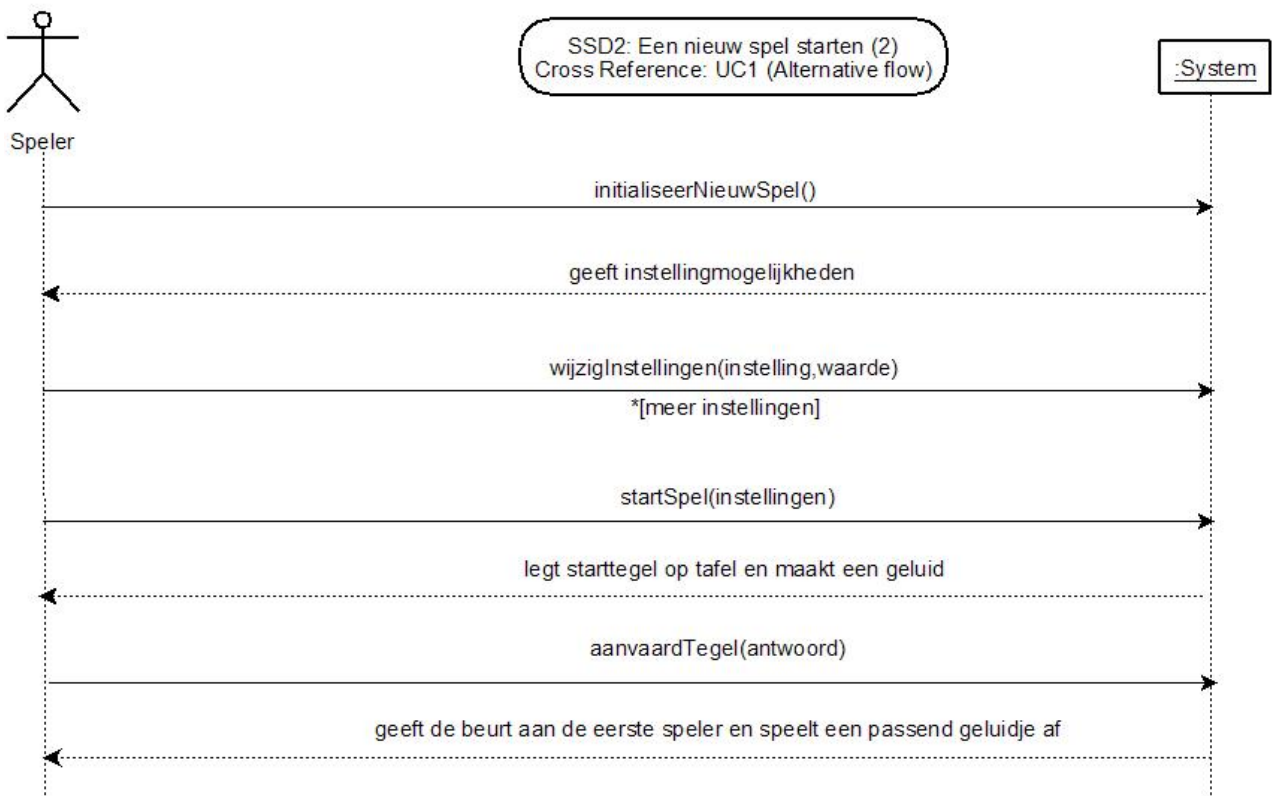 SSD2: Een nieuw spel starten (2)
Cross Reference: UC1 (Alternative flow)
:System
Speler
initialiseerNieuwSpel()
geeft instellingmogelijkheden
wijzigInstellingen(instelling,waarde)
*[meer instellingen]
startSpel(instellingen)
legt starttegel op tafel en maakt een geluid
aanvaardTegel(antwoord)
geeft de beurt aan de eerste speler en speelt een passend geluidje af